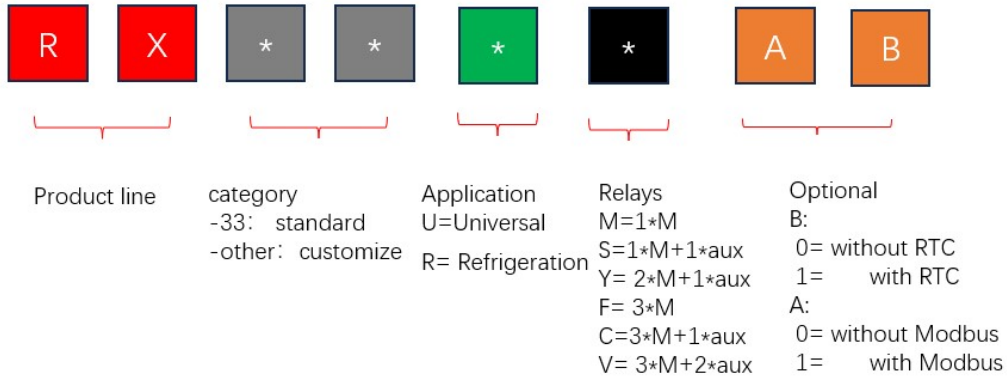 R X * * * * A B
Product line
category
-33： standard
-other： customize
Application
U=Universal
R= Refrigeration
Relays
M=1*M
S=1*M+1*aux
Y= 2*M+1*aux
F= 3*M
C=3*M+1*aux
V= 3*M+2*aux
Optional
B:
0= without RTC
1= with RTC
A:
0= without Modbus
1= with Modbus